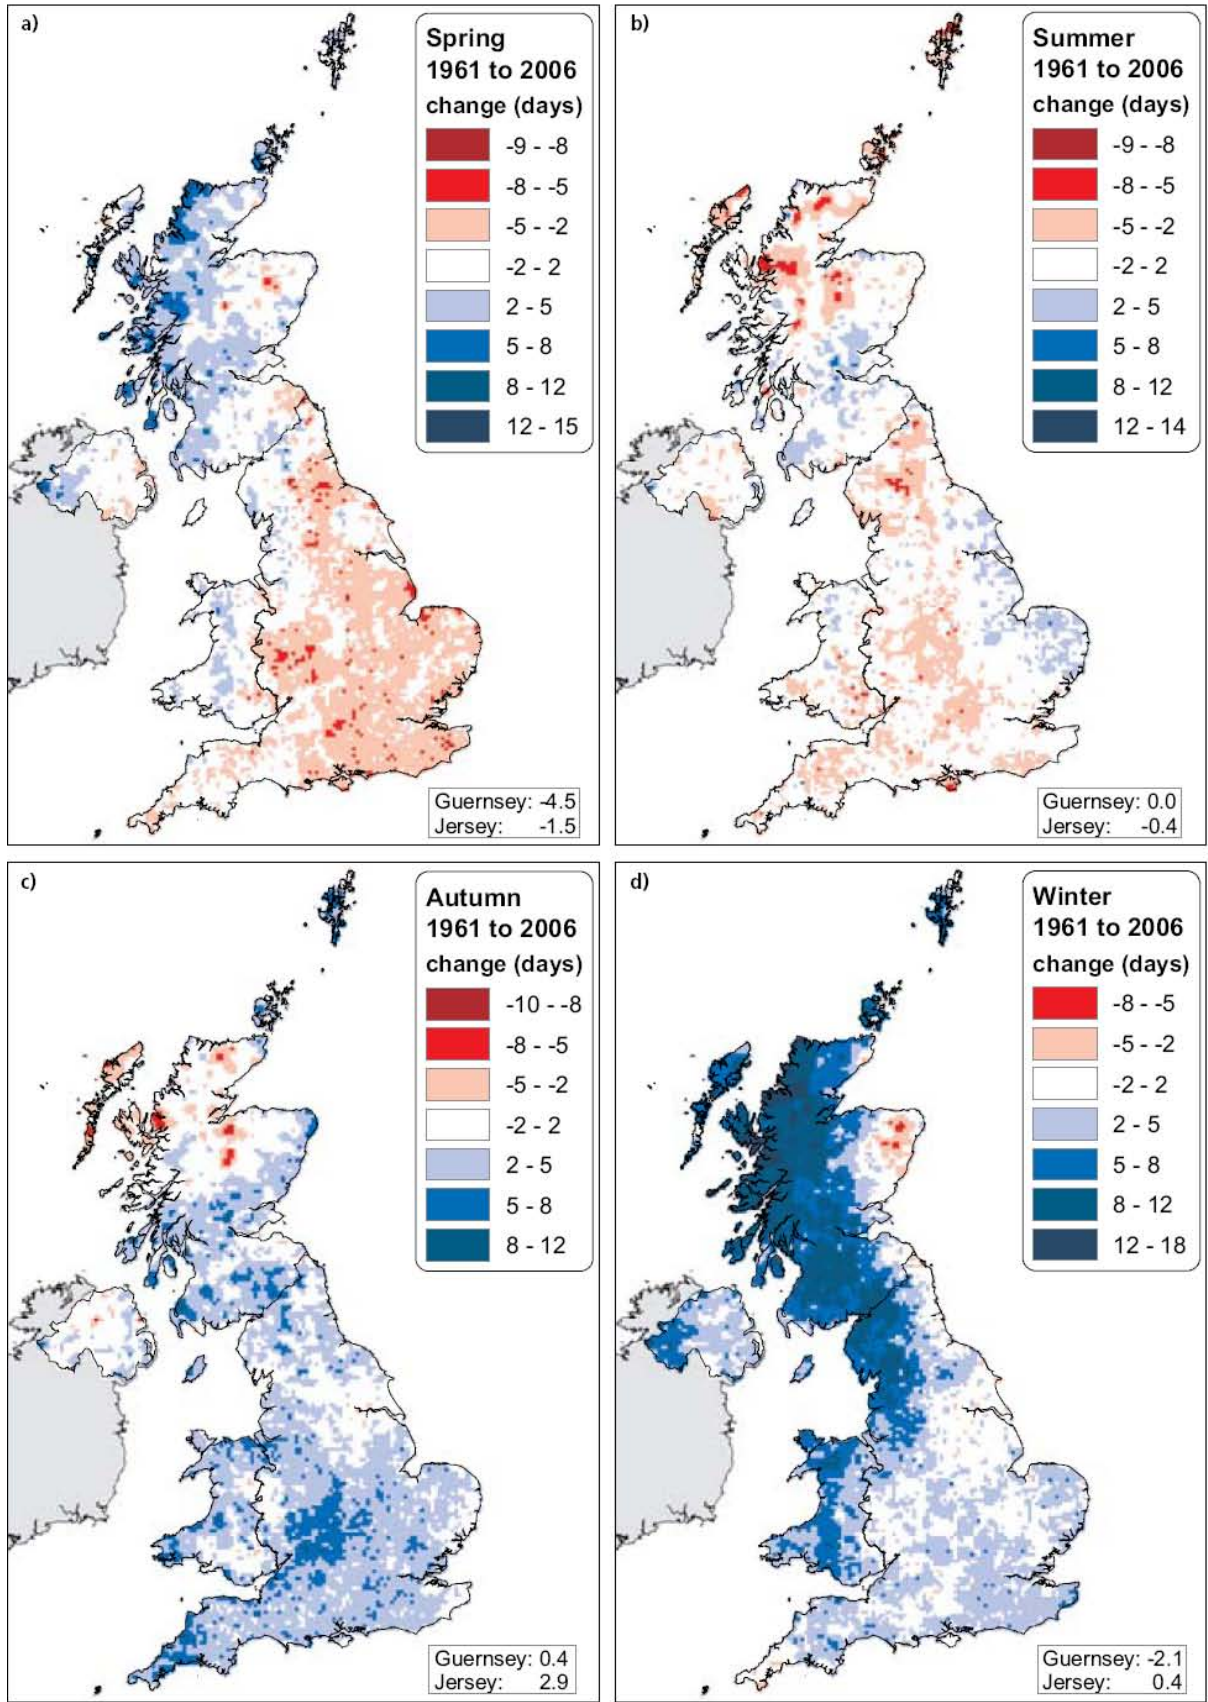 a)
Spring
1961 to 2006
change (days)
-9 - -8
-8 - -5
-5 - -2
-2 - 2
2 - 5
5 - 8
8 - 12
12 - 15
Guernsey: -4.5
Jersey: -1.5
b)
Summer
1961 to 2006
change (days)
-9 - -8
-8 - -5
-5 - -2
-2 - 2
2 - 5
5 - 8
8 - 12
12 - 14
Guernsey: 0.0
Jersey: -0.4
c)
Autumn
1961 to 2006
change (days)
-10 - -8
-8 - -5
-5 - -2
-2 - 2
2 - 5
5 - 8
8 - 12
Guernsey: 0.4
Jersey: 2.9
d)
Winter
1961 to 2006
change (days)
-8 - -5
-5 - -2
-2 - 2
2 - 5
5 - 8
8 - 12
12 - 18
Guernsey: -2.1
Jersey: 0.4